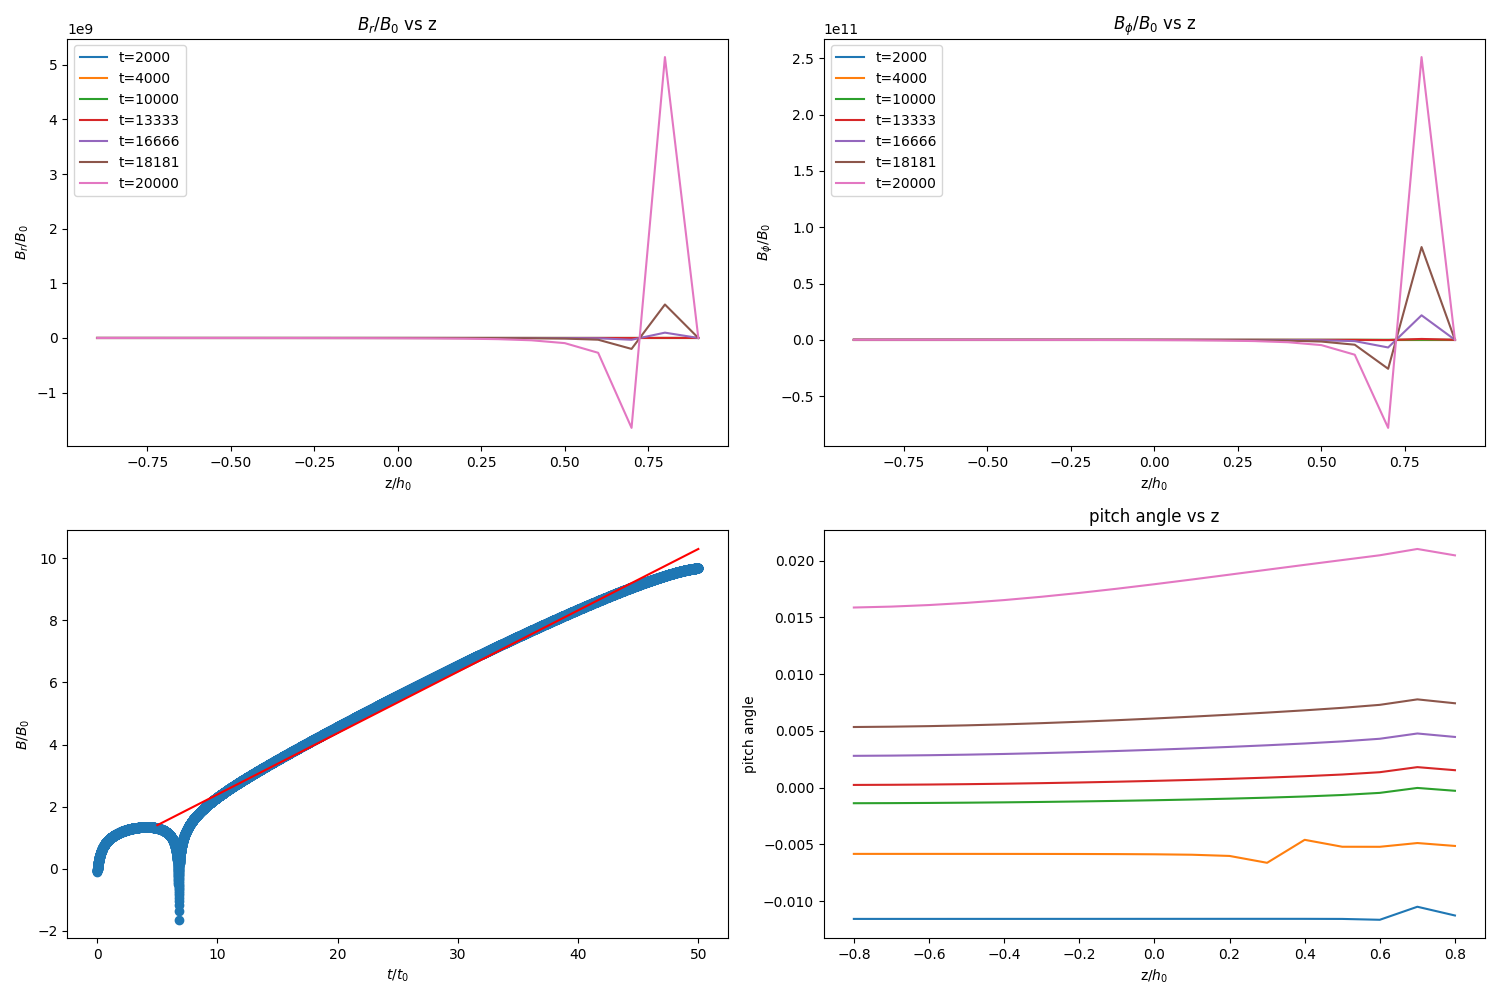 B_r/B_0 vs z
1e9
5
4
3
2
1
0
−1
−0.75 −0.50 −0.25 0.00 0.25 0.50 0.75
z/h_0
B_r/B_0
t=2000
t=4000
t=10000
t=13333
t=16666
t=18181
t=20000
B_ϕ/B_0 vs z
1e11
2.5
2.0
1.5
1.0
0.5
0.0
−0.5
−0.75 −0.50 −0.25 0.00 0.25 0.50 0.75
z/h_0
B_ϕ/B_0
t=2000
t=4000
t=10000
t=13333
t=16666
t=18181
t=20000
10
8
6
4
2
0
−2
0 10 20 30 40 50
t/t_0
B/B_0
pitch angle vs z
0.020
0.015
0.010
0.005
0.000
−0.005
−0.010
−0.8 −0.6 −0.4 −0.2 0.0 0.2 0.4 0.6 0.8
z/h_0
pitch angle